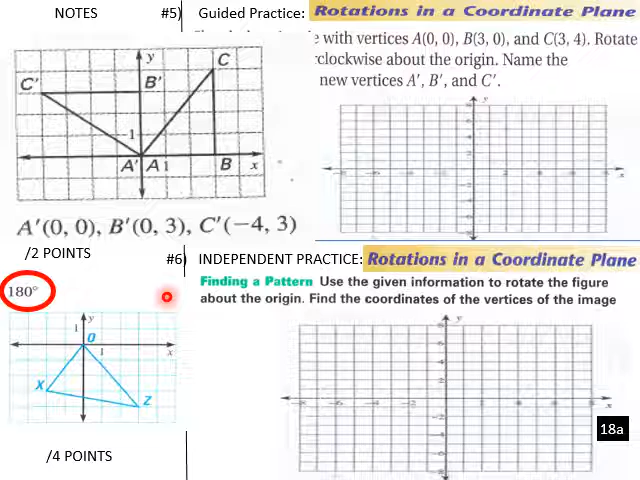 NOTES
#5) Guided Practice: Rotations in a Coordinate Plane
e with vertices A(0, 0), B(3, 0), and C(3, 4). Rotate
rclockwise about the origin. Name the
new vertices A′, B′, and C′.
y
C
C′
B′
1
A′ A 1 B x
y
x
A′(0, 0), B′(0, 3), C′(−4, 3)
/2 POINTS
#6) INDEPENDENT PRACTICE: Rotations in a Coordinate Plane
Finding a Pattern Use the given information to rotate the figure
about the origin. Find the coordinates of the vertices of the image
180°
1 y
O
1 x
X
Z
y
x
18a
/4 POINTS